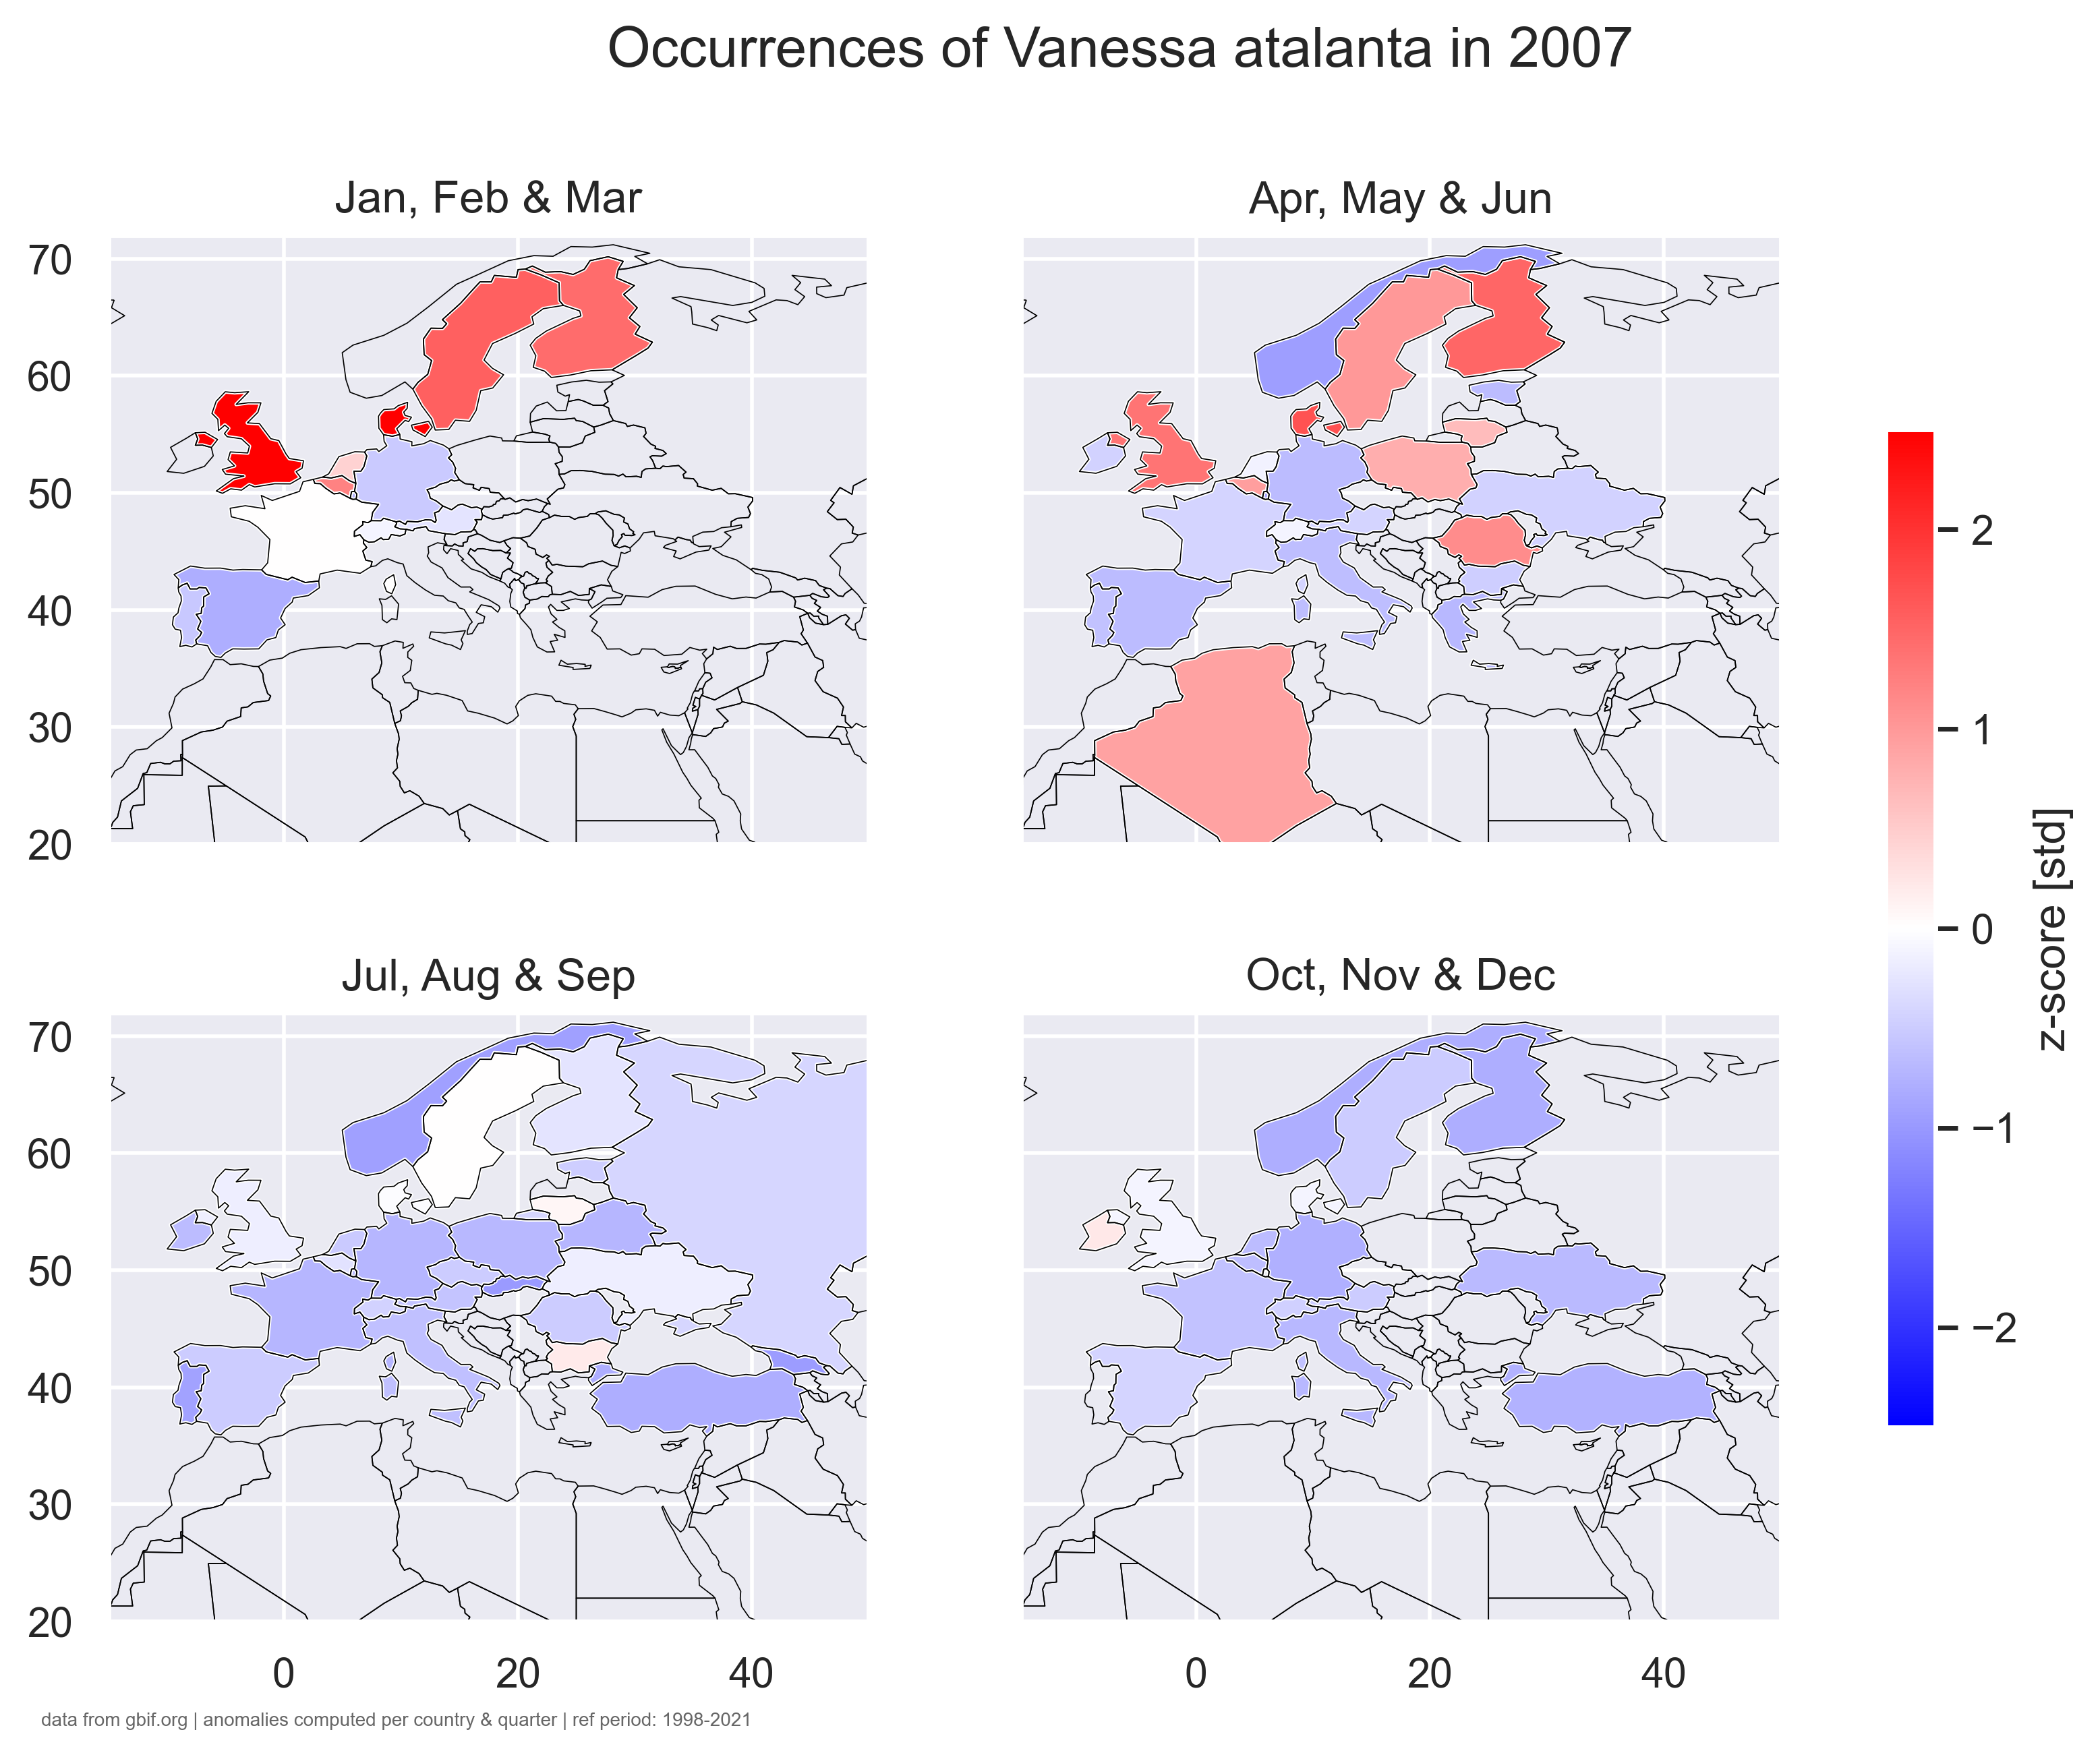 Occurrences of Vanessa atalanta in 2007
Jan, Feb & Mar
Apr, May & Jun
70
60
50
40
30
20
2
1
0
−1
−2
z-score [std]
Jul, Aug & Sep
Oct, Nov & Dec
70
60
50
40
30
20
0 20 40
0 20 40
data from gbif.org | anomalies computed per country & quarter | ref period: 1998-2021